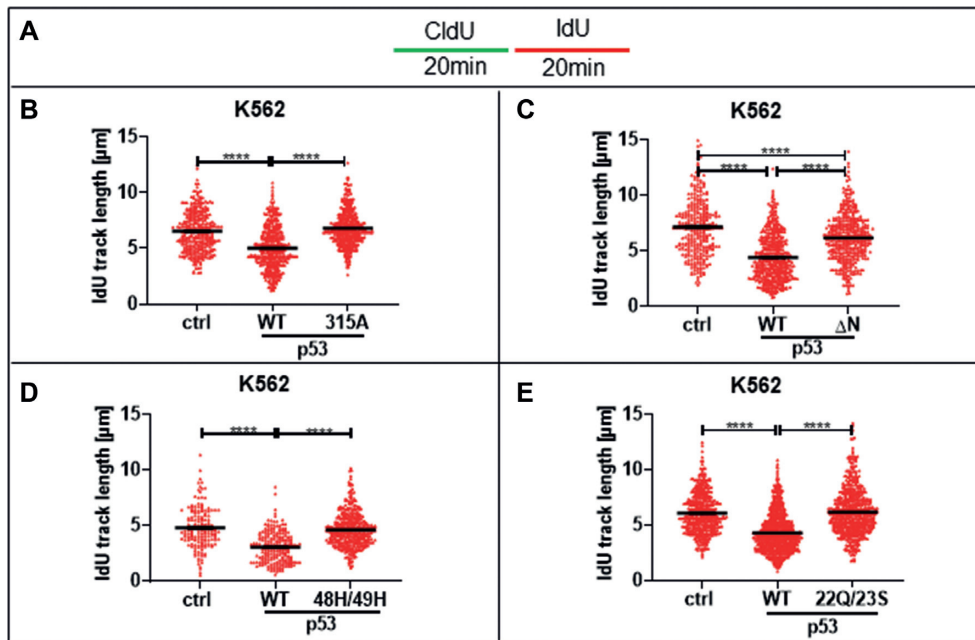 A
CldU IdU
20min 20min
B
K562
IdU track length [µm]
15
10
5
0
**** ****
ctrl WT 315A
p53
C
K562
IdU track length [µm]
15
10
5
0
****
**** ****
ctrl WT ΔN
p53
D
K562
IdU track length [µm]
15
10
5
0
**** ****
ctrl WT 48H/49H
p53
E
K562
IdU track length [µm]
15
10
5
0
**** ****
ctrl WT 22Q/23S
p53